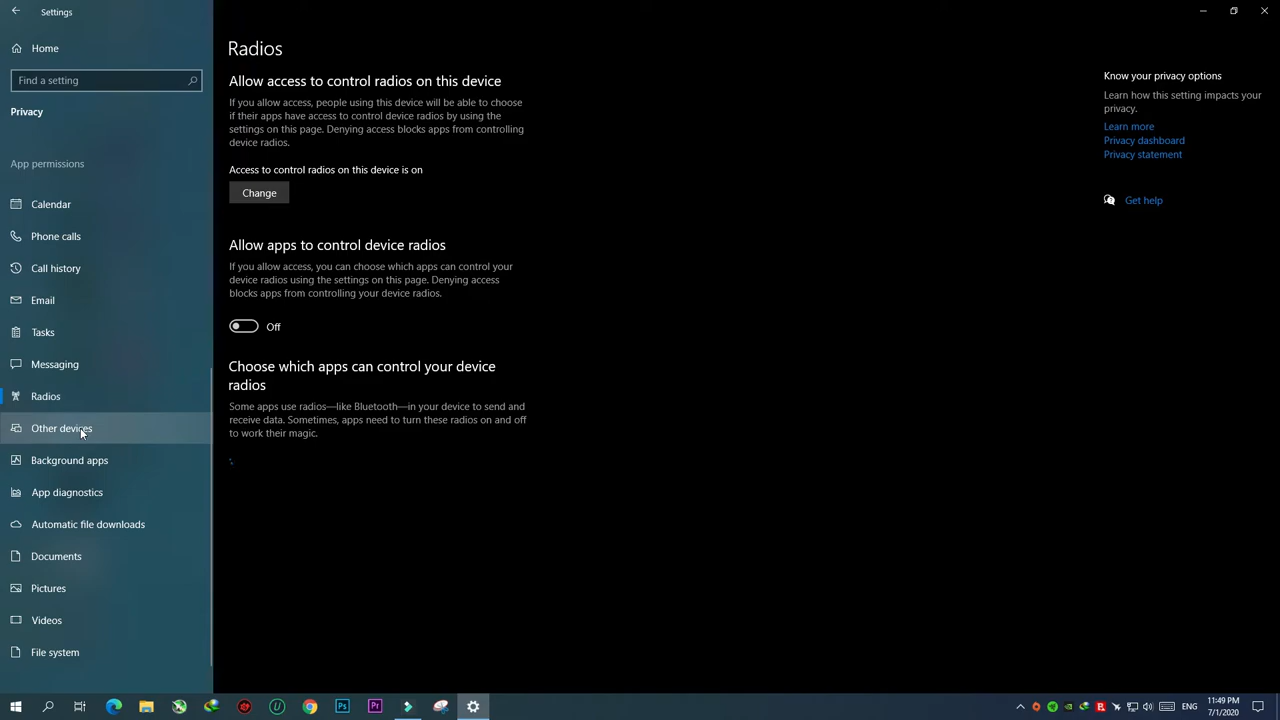 Settings
Home
Find a setting
Privacy
App permissions
Calendar
Phone calls
Call history
Email
Tasks
Messaging
Radios
Other devices
Background apps
App diagnostics
Automatic file downloads
Documents
Pictures
Videos
File system
Radios
Allow access to control radios on this device
If you allow access, people using this device will be able to choose
if their apps have access to control device radios by using the
settings on this page. Denying access blocks apps from controlling
device radios.
Access to control radios on this device is on
Change
Allow apps to control device radios
If you allow access, you can choose which apps can control your
device radios using the settings on this page. Denying access
blocks apps from controlling your device radios.
Off
Choose which apps can control your device
radios
Some apps use radios—like Bluetooth—in your device to send and
receive data. Sometimes, apps need to turn these radios on and off
to work their magic.
Know your privacy options
Learn how this setting impacts your
privacy.
Learn more
Privacy dashboard
Privacy statement
Get help
Ps
Pr
ENG
11:49 PM
7/1/2020